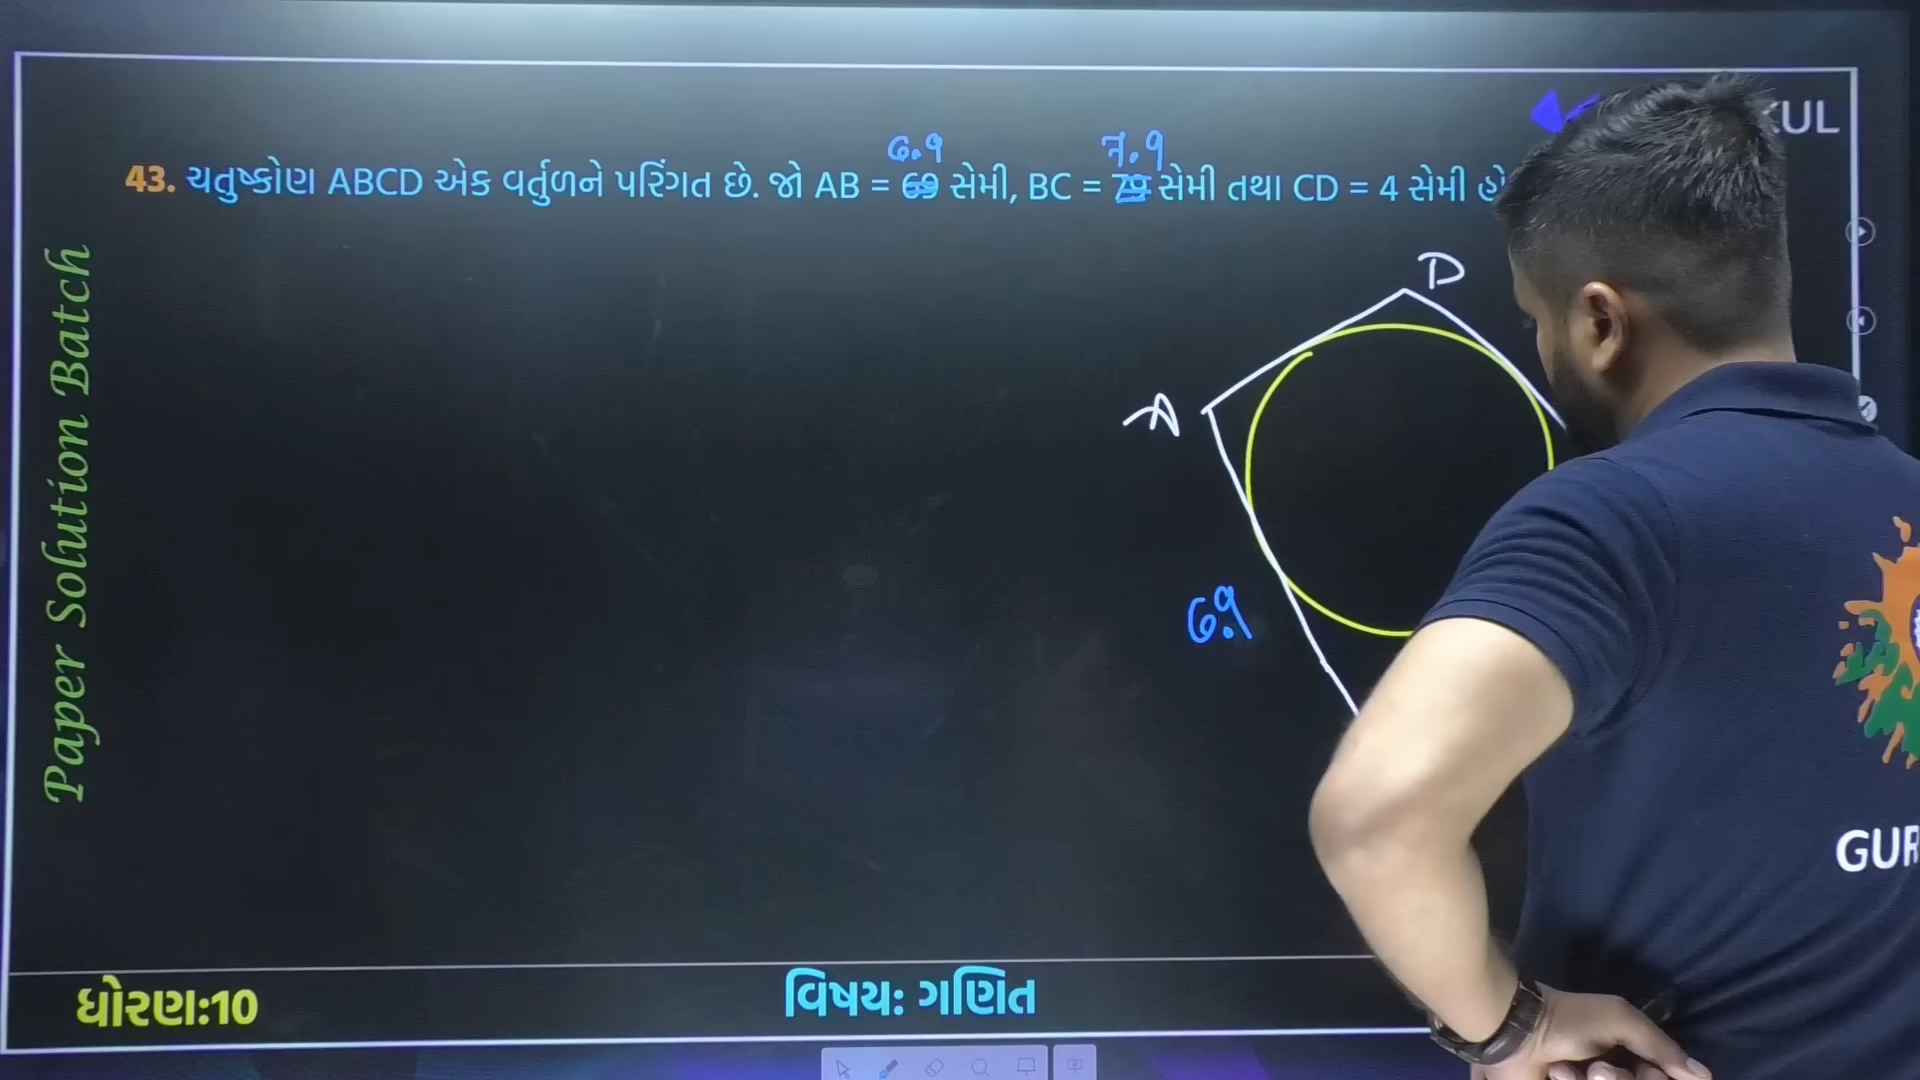 KUL
6.9 7.9
43. ચતુષ્કોણ ABCD એક વર્તુળને પરિંગત છે. જો AB = 69 સેમી, BC = 79 સેમી તથા CD = 4 સેમી
D
A
6.9
Paper Solution Batch
GUR
ધોરણ:10
વિષય: ગણિત